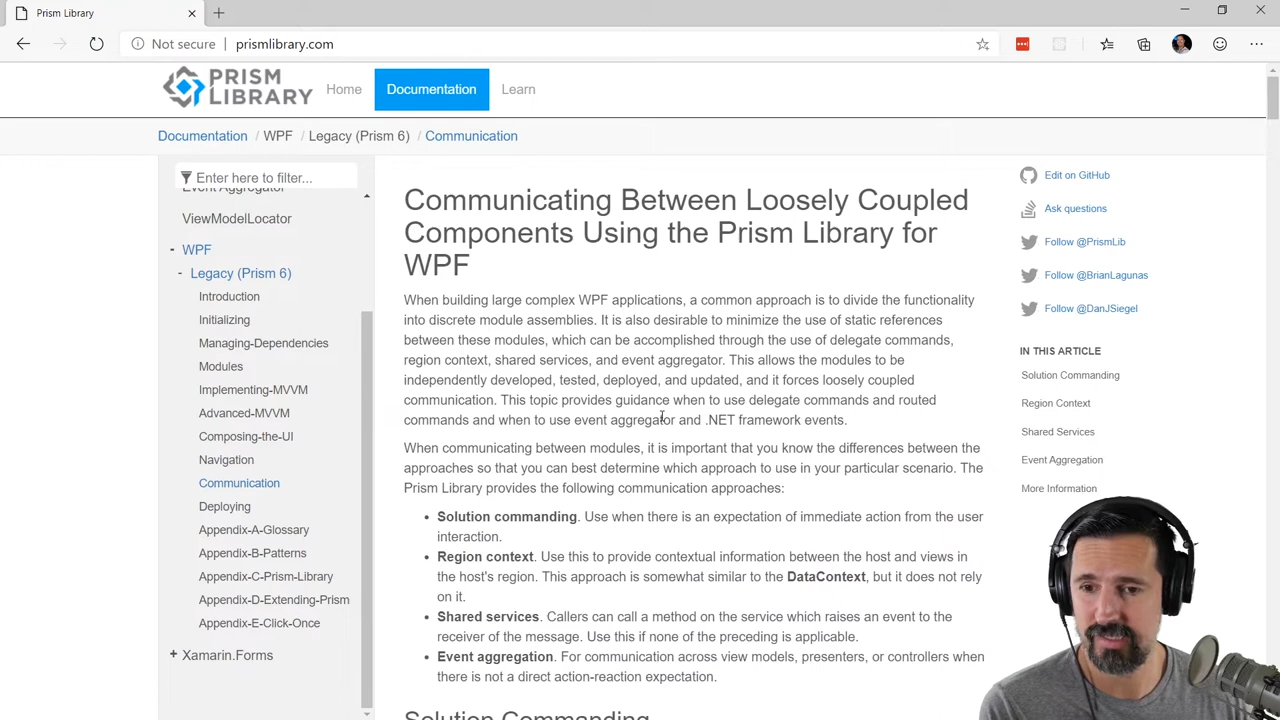 Prism Library
Not secure
prismlibrary.com
PRISM
LIBRARY
Home
Documentation
Learn
Documentation / WPF / Legacy (Prism 6) / Communication
Enter here to filter...
Event Aggregator
ViewModelLocator
- WPF
- Legacy (Prism 6)
Introduction
Initializing
Managing-Dependencies
Modules
Implementing-MVVM
Advanced-MVVM
Composing-the-UI
Navigation
Communication
Deploying
Appendix-A-Glossary
Appendix-B-Patterns
Appendix-C-Prism-Library
Appendix-D-Extending-Prism
Appendix-E-Click-Once
+ Xamarin.Forms
Communicating Between Loosely Coupled
Components Using the Prism Library for
WPF
When building large complex WPF applications, a common approach is to divide the functionality
into discrete module assemblies. It is also desirable to minimize the use of static references
between these modules, which can be accomplished through the use of delegate commands,
region context, shared services, and event aggregator. This allows the modules to be
independently developed, tested, deployed, and updated, and it forces loosely coupled
communication. This topic provides guidance when to use delegate commands and routed
commands and when to use event aggregator and .NET framework events.
When communicating between modules, it is important that you know the differences between the
approaches so that you can best determine which approach to use in your particular scenario. The
Prism Library provides the following communication approaches:
• Solution commanding. Use when there is an expectation of immediate action from the user
interaction.
• Region context. Use this to provide contextual information between the host and views in
the host's region. This approach is somewhat similar to the DataContext, but it does not rely
on it.
• Shared services. Callers can call a method on the service which raises an event to the
receiver of the message. Use this if none of the preceding is applicable.
• Event aggregation. For communication across view models, presenters, or controllers when
there is not a direct action-reaction expectation.
Solution Commanding
Edit on GitHub
Ask questions
Follow @PrismLib
Follow @BrianLagunas
Follow @DanJSiegel
IN THIS ARTICLE
Solution Commanding
Region Context
Shared Services
Event Aggregation
More Information